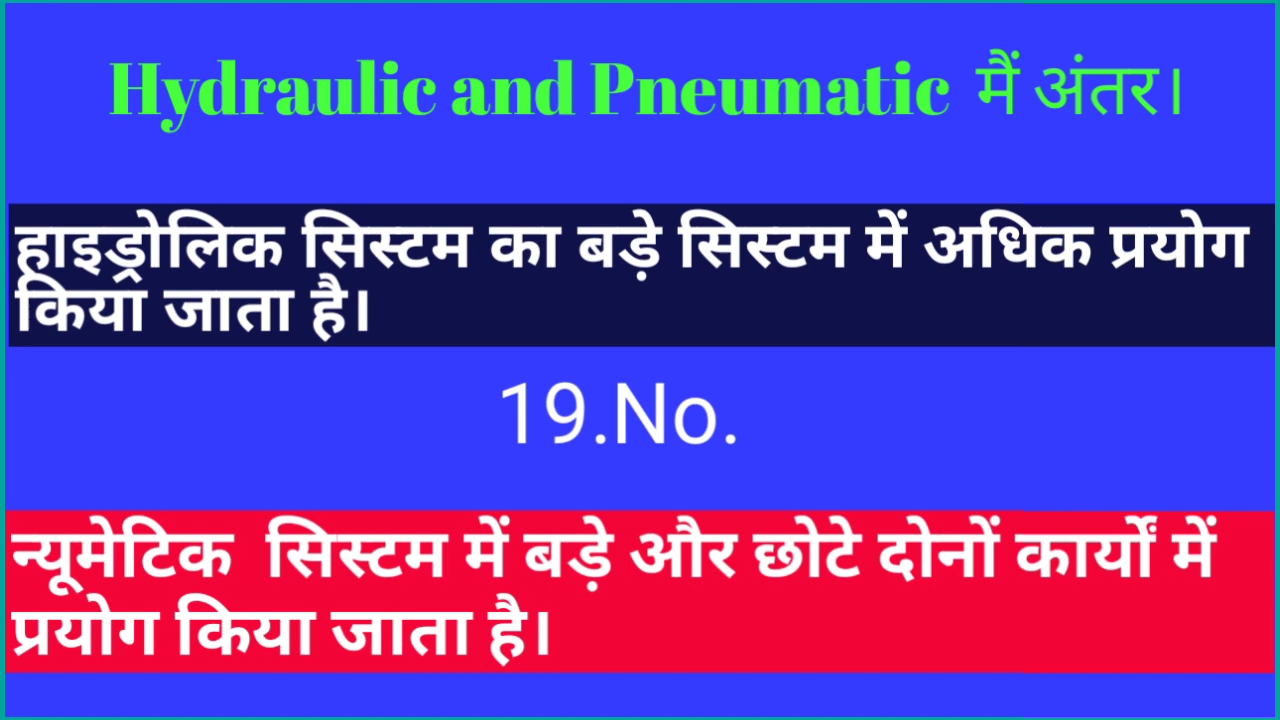 Hydraulic and Pneumatic मैं अंतर।
हाइड्रोलिक सिस्टम का बड़े सिस्टम में अधिक प्रयोग
किया जाता है।
19.No.
न्यूमेटिक सिस्टम में बड़े और छोटे दोनों कार्यों में
प्रयोग किया जाता है।